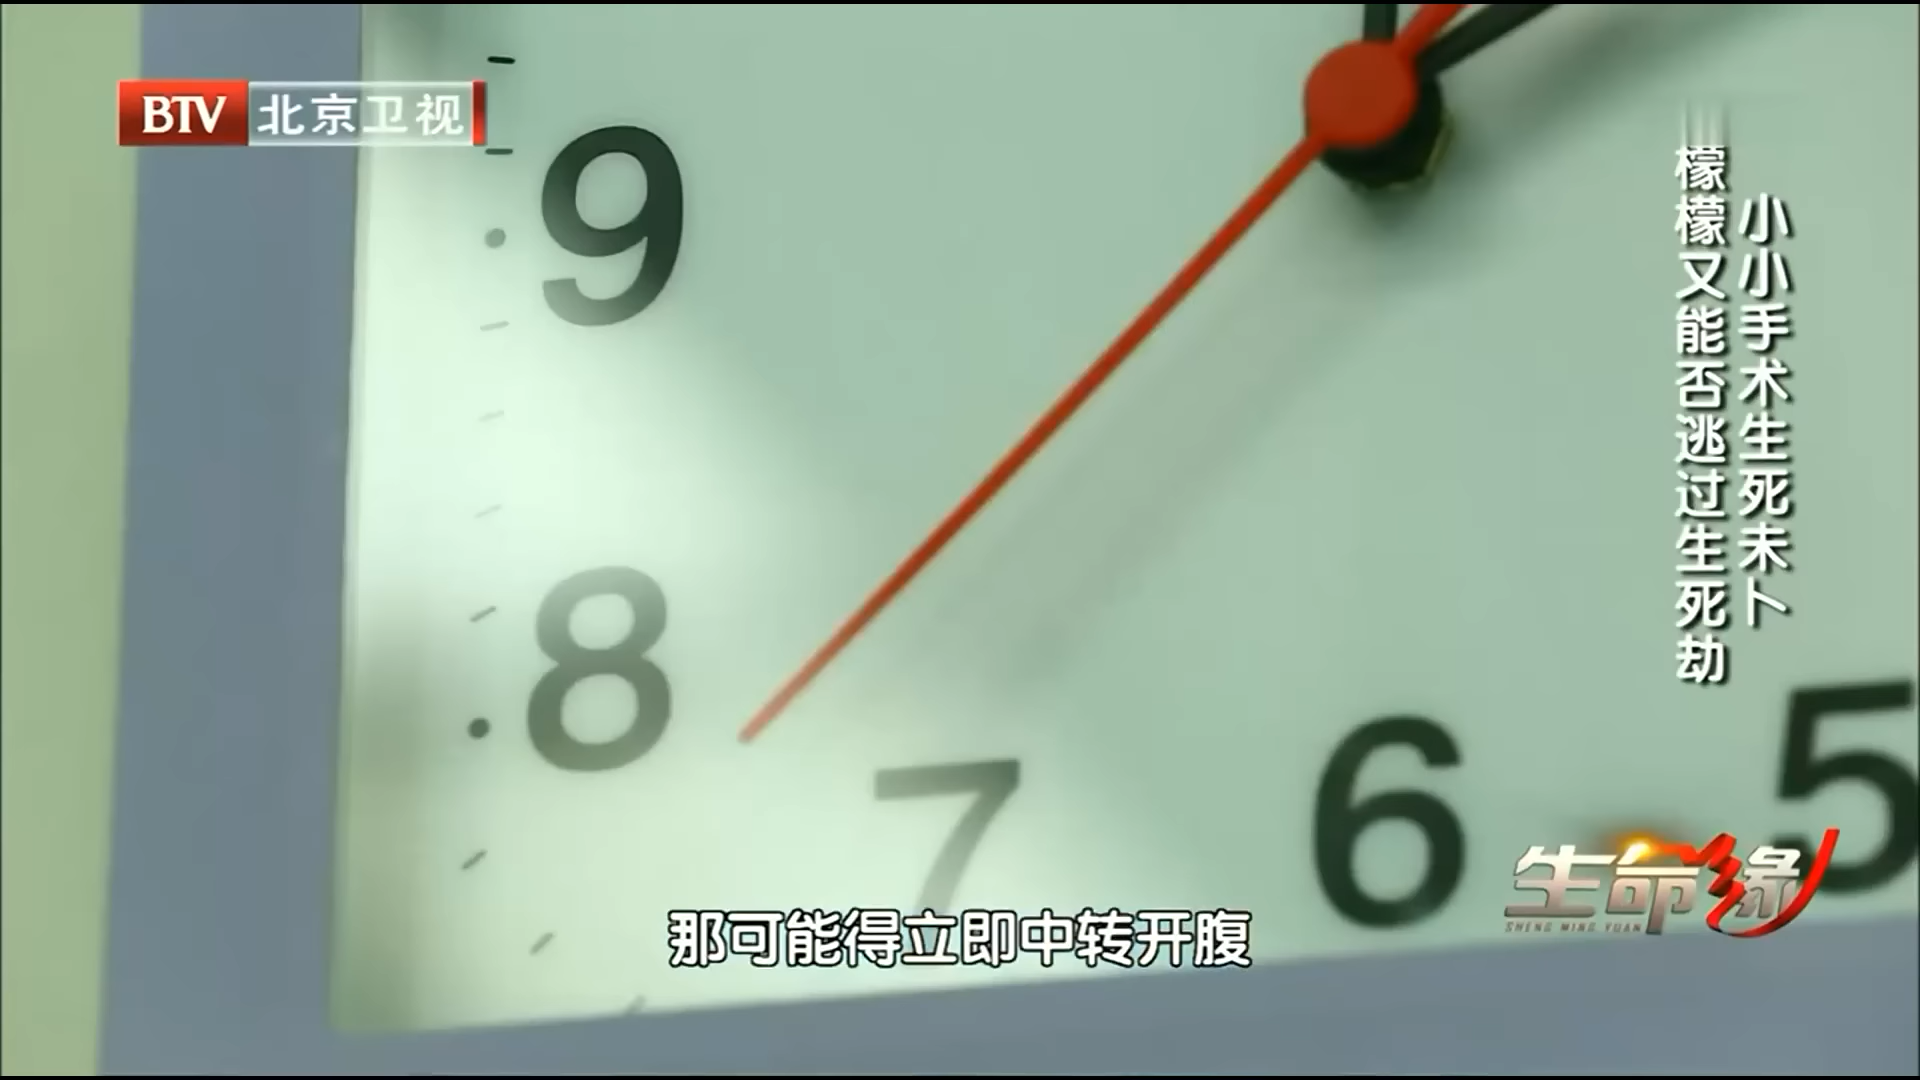 BTV 北京卫视
9
8
7
6
5
小小手术生死未卜
檬檬又能否逃过生死劫
生命缘
SHENG MING YUAN
那可能得立即中转开腹